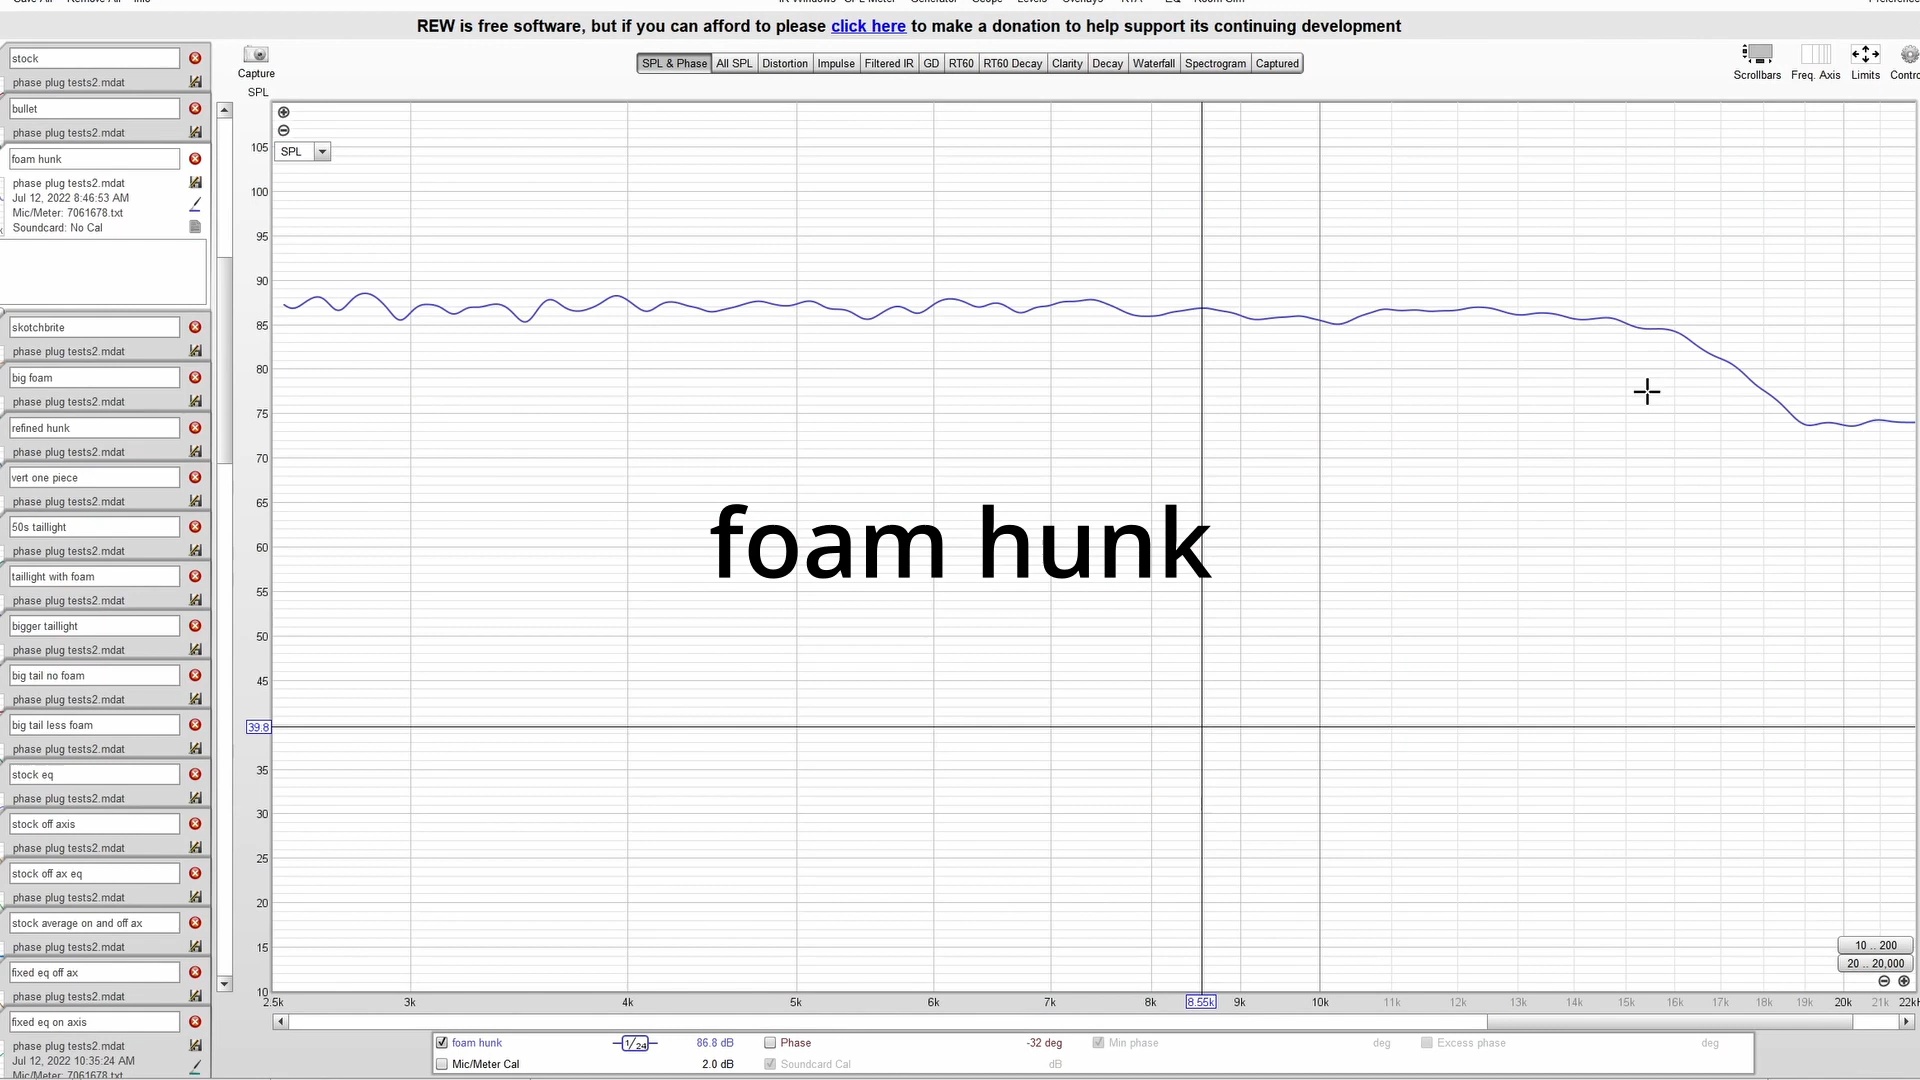 REW is free software, but if you can afford to please click here to make a donation to help support its continuing development
stock
phase plug tests2.mdat
bullet
phase plug tests2.mdat
foam hunk
phase plug tests2.mdat
Jul 12, 2022 8:46:53 AM
Mic/Meter: 7061678.txt
Soundcard: No Cal
skotchbrite
phase plug tests2.mdat
big foam
phase plug tests2.mdat
refined hunk
phase plug tests2.mdat
vert one piece
phase plug tests2.mdat
50s taillight
phase plug tests2.mdat
taillight with foam
phase plug tests2.mdat
bigger taillight
phase plug tests2.mdat
big tail no foam
phase plug tests2.mdat
big tail less foam
phase plug tests2.mdat
stock eq
phase plug tests2.mdat
stock off axis
phase plug tests2.mdat
stock off ax eq
phase plug tests2.mdat
stock average on and off ax
phase plug tests2.mdat
fixed eq off ax
phase plug tests2.mdat
fixed eq on axis
phase plug tests2.mdat
Jul 12, 2022 10:35:24 AM
Mic/Meter: 7061678.txt
Capture
SPL & Phase All SPL Distortion Impulse Filtered IR GD RT60 RT60 Decay Clarity Decay Waterfall Spectrogram Captured
Scrollbars Freq. Axis Limits
SPL
SPL
105
100
95
90
85
80
75
70
65
60
55
50
45
39.8
35
30
25
20
15
10
foam hunk
10 .. 200
20 .. 20,000
2.5k 3k 4k 5k 6k 7k 8k 8.55k 9k 10k 11k 12k 13k 14k 15k 16k 17k 18k 19k 20k 21k
foam hunk 1/24 86.8 dB Phase -32 deg Min phase deg Excess phase deg
Mic/Meter Cal 2.0 dB Soundcard Cal dB